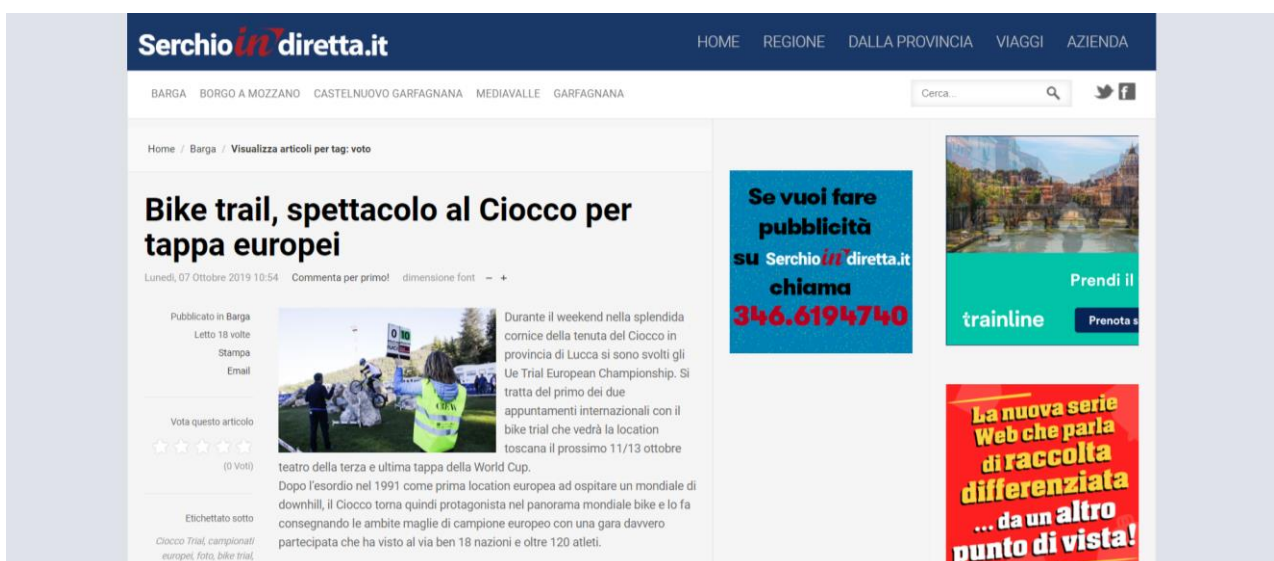 Serchio in diretta.it
HOME REGIONE DALLA PROVINCIA VIAGGI AZIENDA
BARGA BORGO A MOZZANO CASTELNUOVO GARFAGNANA MEDIAVALLE GARFAGNANA
Cerca...
Home / Barga / Visualizza articoli per tag: voto
Bike trail, spettacolo al Ciocco per
tappa europei
Lunedì, 07 Ottobre 2019 10:54 Commenta per primo! dimensione font – +
Pubblicato in Barga
Letto 18 volte
Stampa
Email
Vota questo articolo
(0 Voti)
Etichettato sotto
Ciocco Trial, campionati
europei, foto, bike trial,
0 10
CREW
Durante il weekend nella splendida
cornice della tenuta del Ciocco in
provincia di Lucca si sono svolti gli
Ue Trial European Championship. Si
tratta del primo dei due
appuntamenti internazionali con il
bike trial che vedrà la location
toscana il prossimo 11/13 ottobre
teatro della terza e ultima tappa della World Cup.
Dopo l'esordio nel 1991 come prima location europea ad ospitare un mondiale di
downhill, il Ciocco torna quindi protagonista nel panorama mondiale bike e lo fa
consegnando le ambite maglie di campione europeo con una gara davvero
partecipata che ha visto al via ben 18 nazioni e oltre 120 atleti.
Se vuoi fare
pubblicità
su Serchio in diretta.it
chiama
346.6194740
Prendi il
trainline
Prenota s
La nuova serie
Web che parla
di raccolta
differenziata
... da un altro
punto di vista!